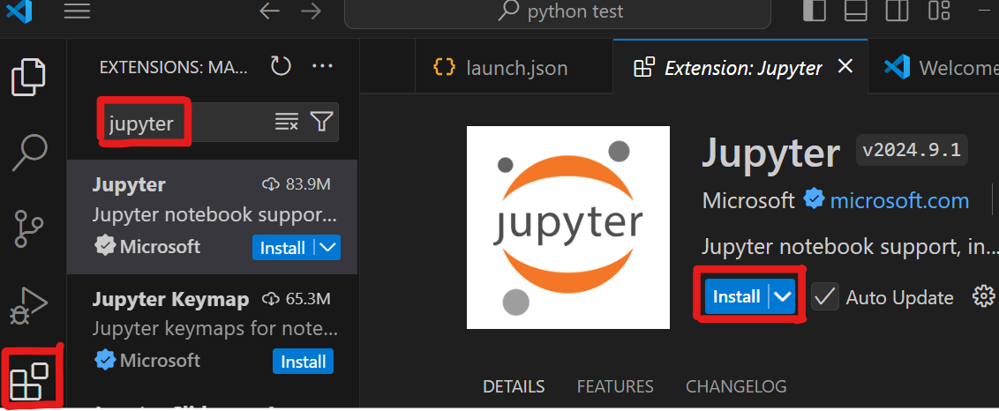 python test
EXTENSIONS: MA...
launch.json
Extension: Jupyter
Welcome
jupyter
Jupyter
83.9M
Jupyter notebook suppor...
Microsoft
Install
Jupyter Keymap
65.3M
Jupyter keymaps for note...
Microsoft
Install
jupyter
Jupyter
v2024.9.1
Microsoft
microsoft.com
Jupyter notebook support, in...
Install
Auto Update
DETAILS
FEATURES
CHANGELOG